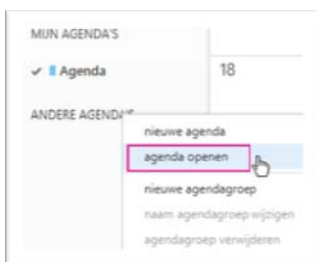 MIJN AGENDA'S
Agenda
18
ANDERE AGENDA'S
nieuwe agenda
agenda openen
nieuwe agendagroep
naam agendagroep wijzigen
agendagroep verwijderen